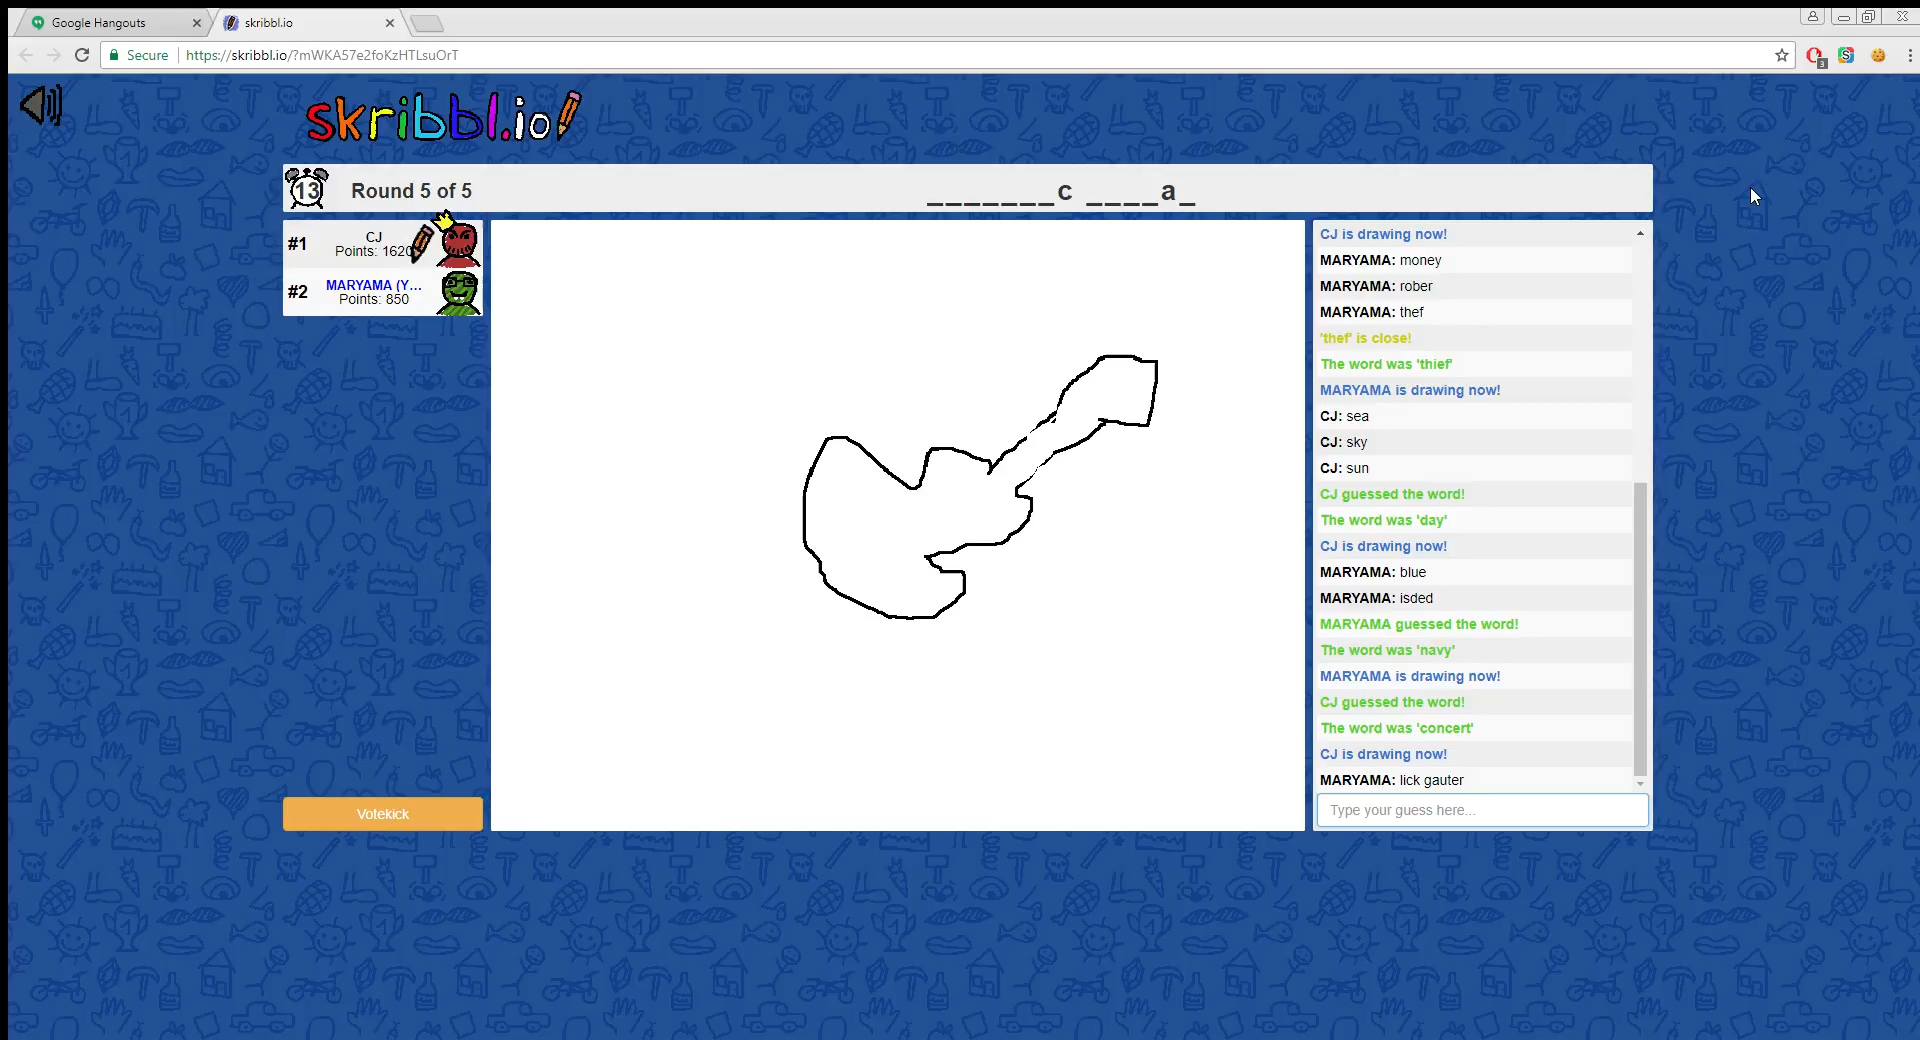 Google Hangouts
skribbl.io
Secure
https://skribbl.io/?mWKA57e2foKzHTLsuOrT
3
S
skribbl.io
13
Round 5 of 5
_______c ____a_
#1
CJ
Points: 1620
#2
MARYAMA (Y...
Points: 850
Votekick
CJ is drawing now!
MARYAMA: money
MARYAMA: rober
MARYAMA: thef
'thef' is close!
The word was 'thief'
MARYAMA is drawing now!
CJ: sea
CJ: sky
CJ: sun
CJ guessed the word!
The word was 'day'
CJ is drawing now!
MARYAMA: blue
MARYAMA: isded
MARYAMA guessed the word!
The word was 'navy'
MARYAMA is drawing now!
CJ guessed the word!
The word was 'concert'
CJ is drawing now!
MARYAMA: lick gauter
Type your guess here...